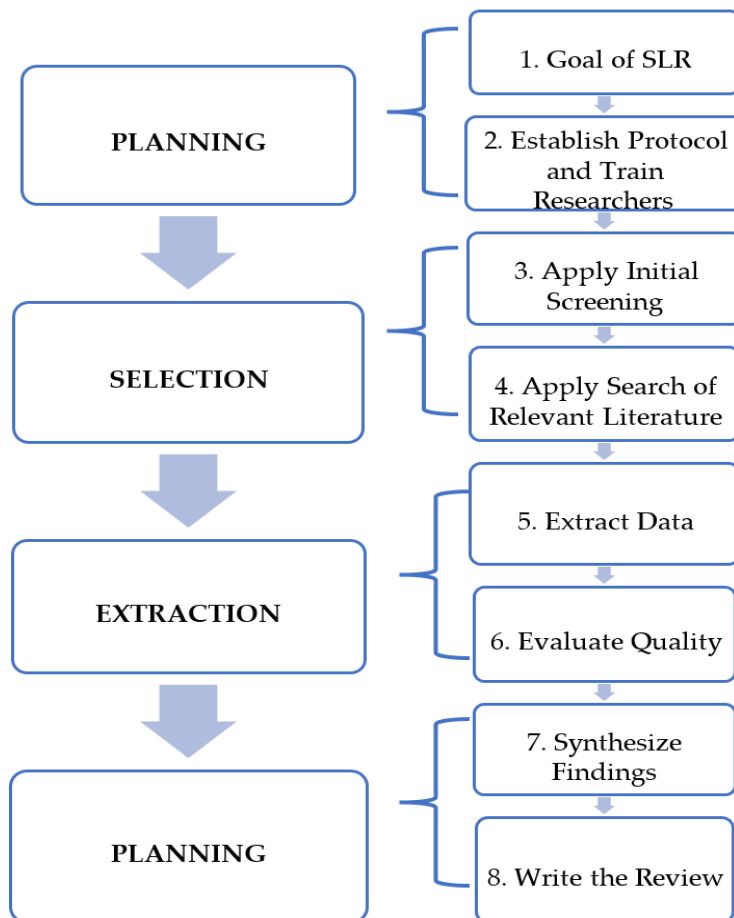 PLANNING
1. Goal of SLR
2. Establish Protocol
and Train
Researchers
SELECTION
3. Apply Initial
Screening
4. Apply Search of
Relevant Literature
EXTRACTION
5. Extract Data
6. Evaluate Quality
PLANNING
7. Synthesize
Findings
8. Write the Review